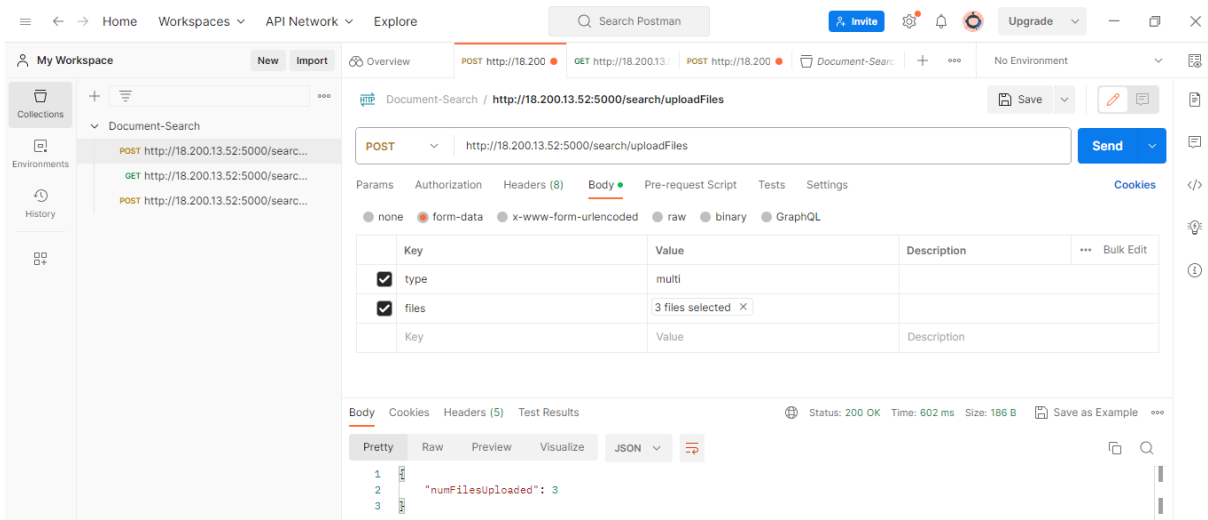 Home Workspaces API Network Explore Search Postman Invite Upgrade
My Workspace New Import Overview POST http://18.200 GET http://18.200.13. POST http://18.200 Document-Searc No Environment
Collections
Environments
History
Document-Search
POST http://18.200.13.52:5000/searc...
GET http://18.200.13.52:5000/searc...
POST http://18.200.13.52:5000/searc...
HTTP Document-Search / http://18.200.13.52:5000/search/uploadFiles Save
POST http://18.200.13.52:5000/search/uploadFiles Send
Params Authorization Headers (8) Body Pre-request Script Tests Settings Cookies
none form-data x-www-form-urlencoded raw binary GraphQL
Key Value Description Bulk Edit
type multi
files 3 files selected
Key Value Description
Body Cookies Headers (5) Test Results Status: 200 OK Time: 602 ms Size: 186 B Save as Example
Pretty Raw Preview Visualize JSON
1 {
2 "numFilesUploaded": 3
3 }